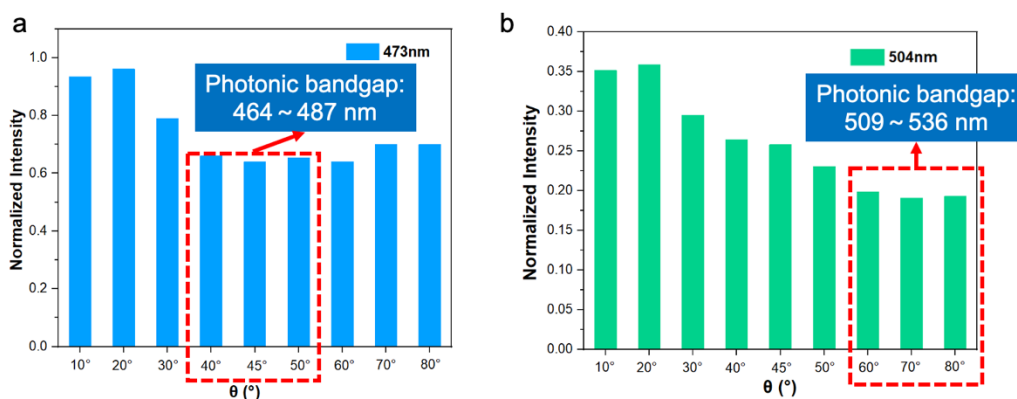 a
473nm
Photonic bandgap:
464 ~ 487 nm
Normalized Intensity
1.0
0.8
0.6
0.4
0.2
0.0
10° 20° 30° 40° 45° 50° 60° 70° 80°
θ (°)
b
504nm
Photonic bandgap:
509 ~ 536 nm
Normalized Intensity
0.40
0.35
0.30
0.25
0.20
0.15
0.10
0.05
0.00
10° 20° 30° 40° 45° 50° 60° 70° 80°
θ (°)